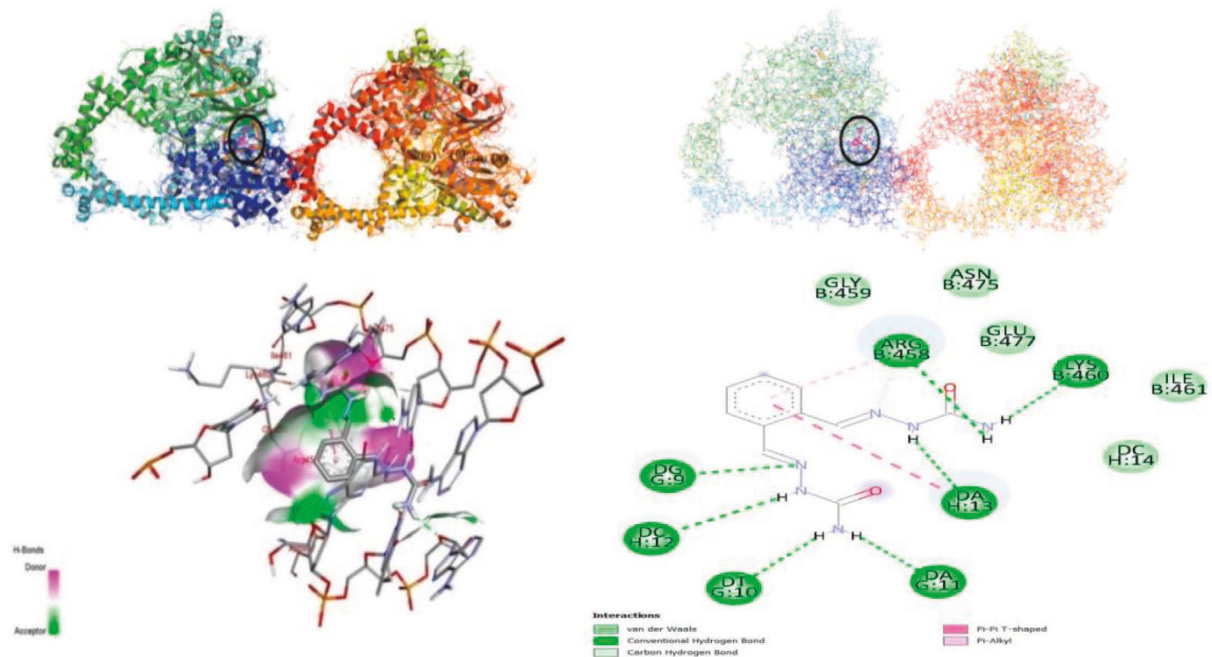 GLY
B:459
ASN
B:475
ARG
B:458
GLU
B:477
LYS
B:460
ILE
B:461
DC
H:14
O
N
N
H
N
H
H
DG
G:9
N
N
H
O
DA
H:13
DC
H:12
H
N
H
DT
G:10
DA
G:11
H-Bonds
Donor
Acceptor
Interactions
van der Waals
Conventional Hydrogen Bond
Carbon Hydrogen Bond
Pi-Pi T-shaped
Pi-Alkyl